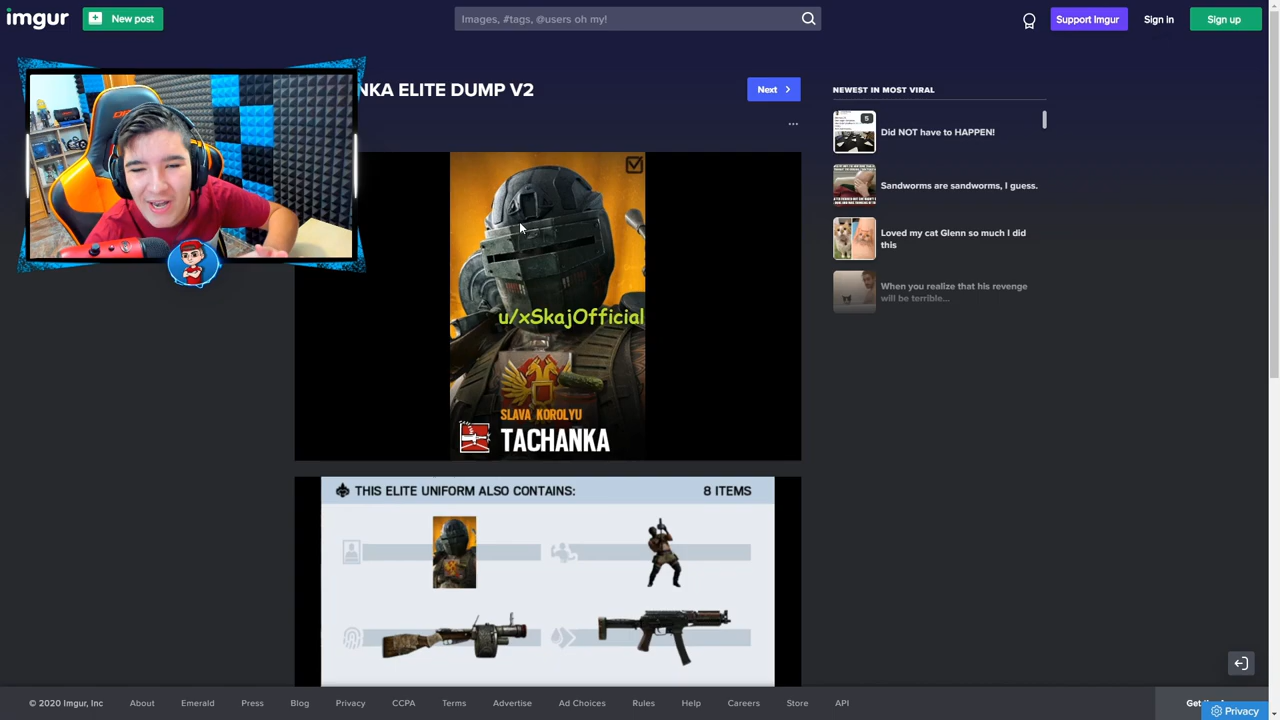 imgur
New post
Images, #tags, @users oh my!
Support Imgur
Sign in
Sign up
NKA ELITE DUMP V2
Next
NEWEST IN MOST VIRAL
5
Did NOT have to HAPPEN!
Sandworms are sandworms, I guess.
Loved my cat Glenn so much I did
this
When you realize that his revenge
will be terrible...
u/xSkajOfficial
SLAVA KOROLYU
TACHANKA
THIS ELITE UNIFORM ALSO CONTAINS:
8 ITEMS
© 2020 Imgur, Inc
About
Emerald
Press
Blog
Privacy
CCPA
Terms
Advertise
Ad Choices
Rules
Help
Careers
Store
API
Get
Privacy